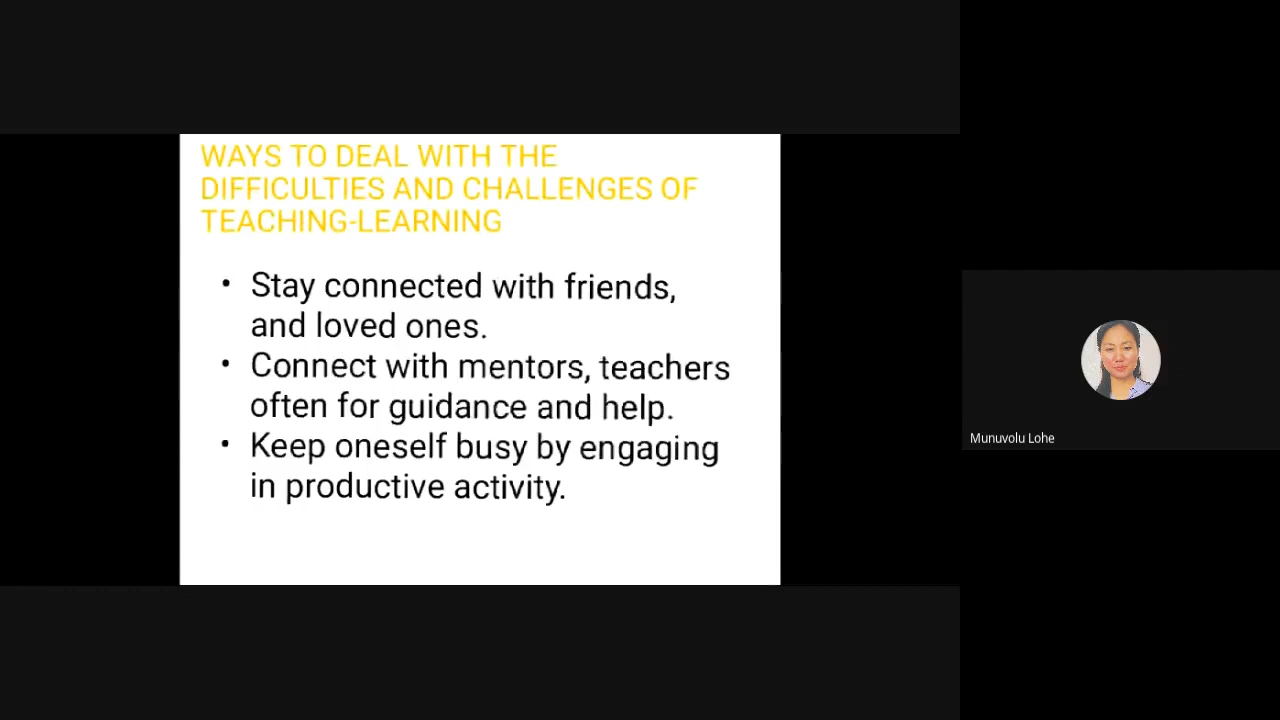 WAYS TO DEAL WITH THE
DIFFICULTIES AND CHALLENGES OF
TEACHING-LEARNING
• Stay connected with friends,
and loved ones.
• Connect with mentors, teachers
often for guidance and help.
• Keep oneself busy by engaging
in productive activity.
Munuvolu Lohe